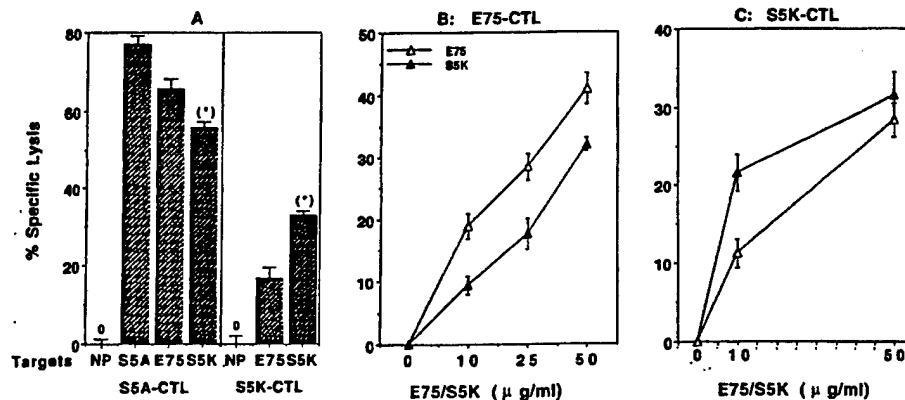 A
B: E75-CTL
C: S5K-CTL
% Specific Lysis
80
60
40
20
0
0
(*)
0
(*)
Targets NP S5A E75 S5K NP E75 S5K
S5A-CTL S5K-CTL
E75
S5K
50
40
30
20
10
0
0 10 25 50
E75/S5K ( μ g/ml)
40
30
20
10
0
0 10 50
E75/S5K ( μ g/ml)